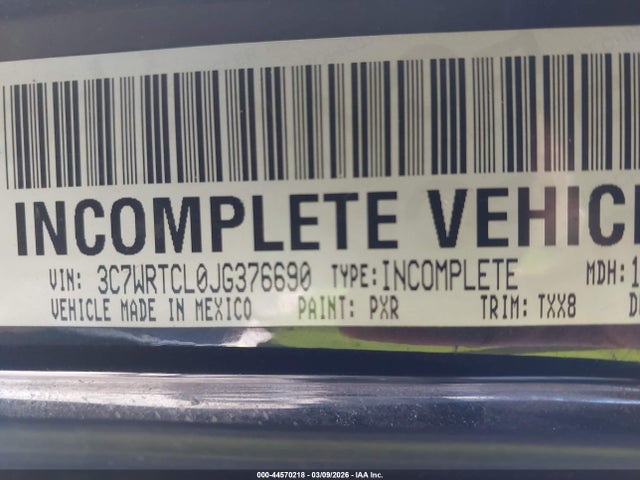 INCOMPLETE VEHIC
VIN: 3C7WRTCL0JG376690 TYPE: INCOMPLETE MDH: 1
VEHICLE MADE IN MEXICO PAINT: PXR TRIM: TXX8
000-44570218 - 03/09/2026 - IAA Inc.